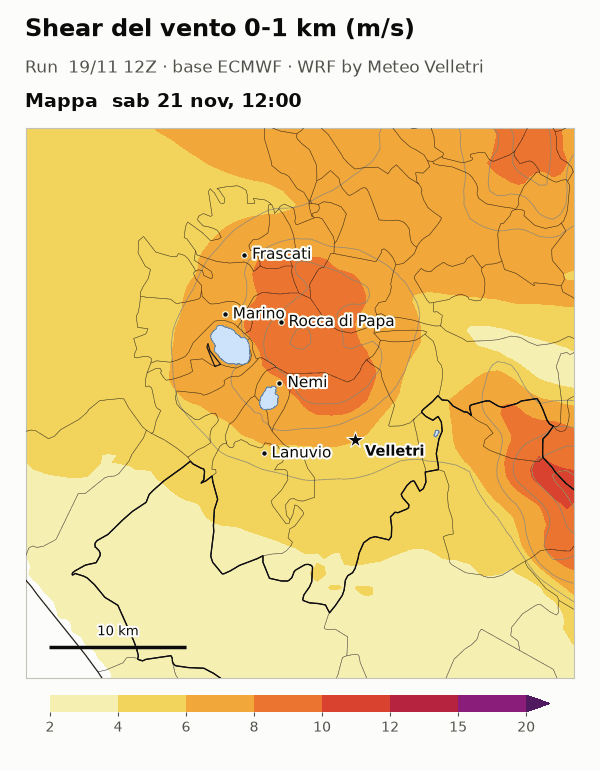 Shear del vento 0-1 km (m/s)
Run  19/11 12Z · base ECMWF · WRF by Meteo Velletri
Mappa  sab 21 nov, 12:00
Frascati
Marino
Rocca di Papa
Nemi
Velletri
Lanuvio
10 km
2 4 6 8 10 12 15 20